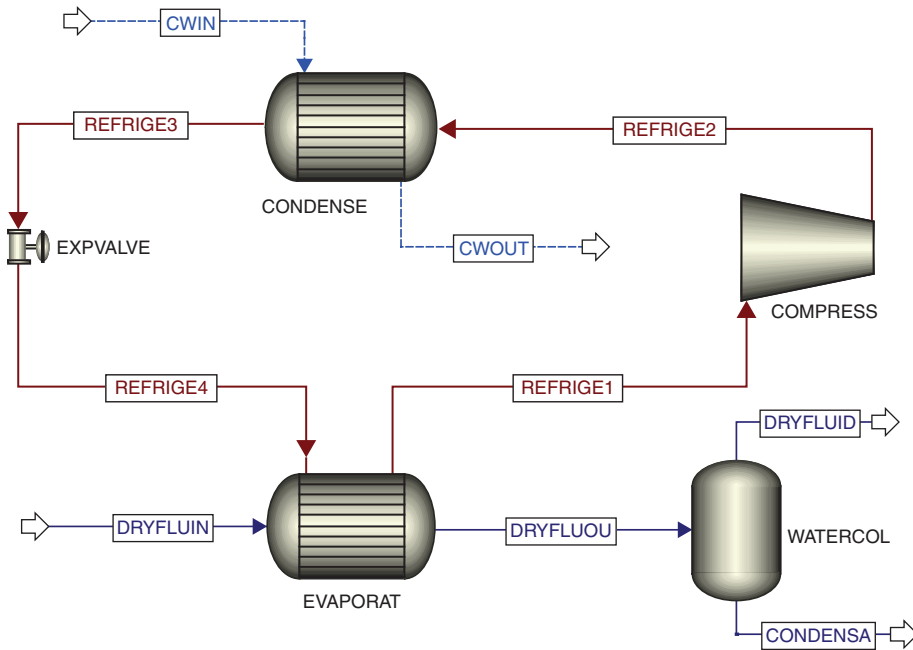 CWIN
REFRIGE3
REFRIGE2
CONDENSE
EXPVALVE
CWOUT
COMPRESS
REFRIGE4
REFRIGE1
DRYFLUID
DRYFLUIN
DRYFLUOU
WATERCOL
EVAPORAT
CONDENSA